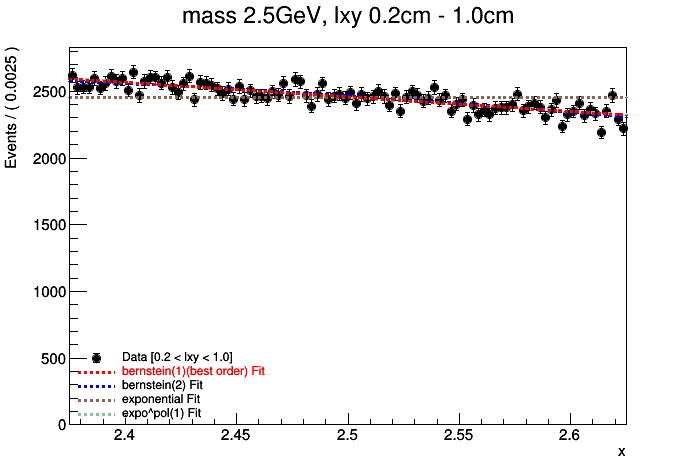 mass 2.5GeV, lxy 0.2cm - 1.0cm
Events / ( 0.0025 )
2500
2000
1500
1000
500
0
Data [0.2 < lxy < 1.0]
bernstein(1)(best order) Fit
bernstein(2) Fit
exponential Fit
expo^pol(1) Fit
2.4 2.45 2.5 2.55 2.6
x